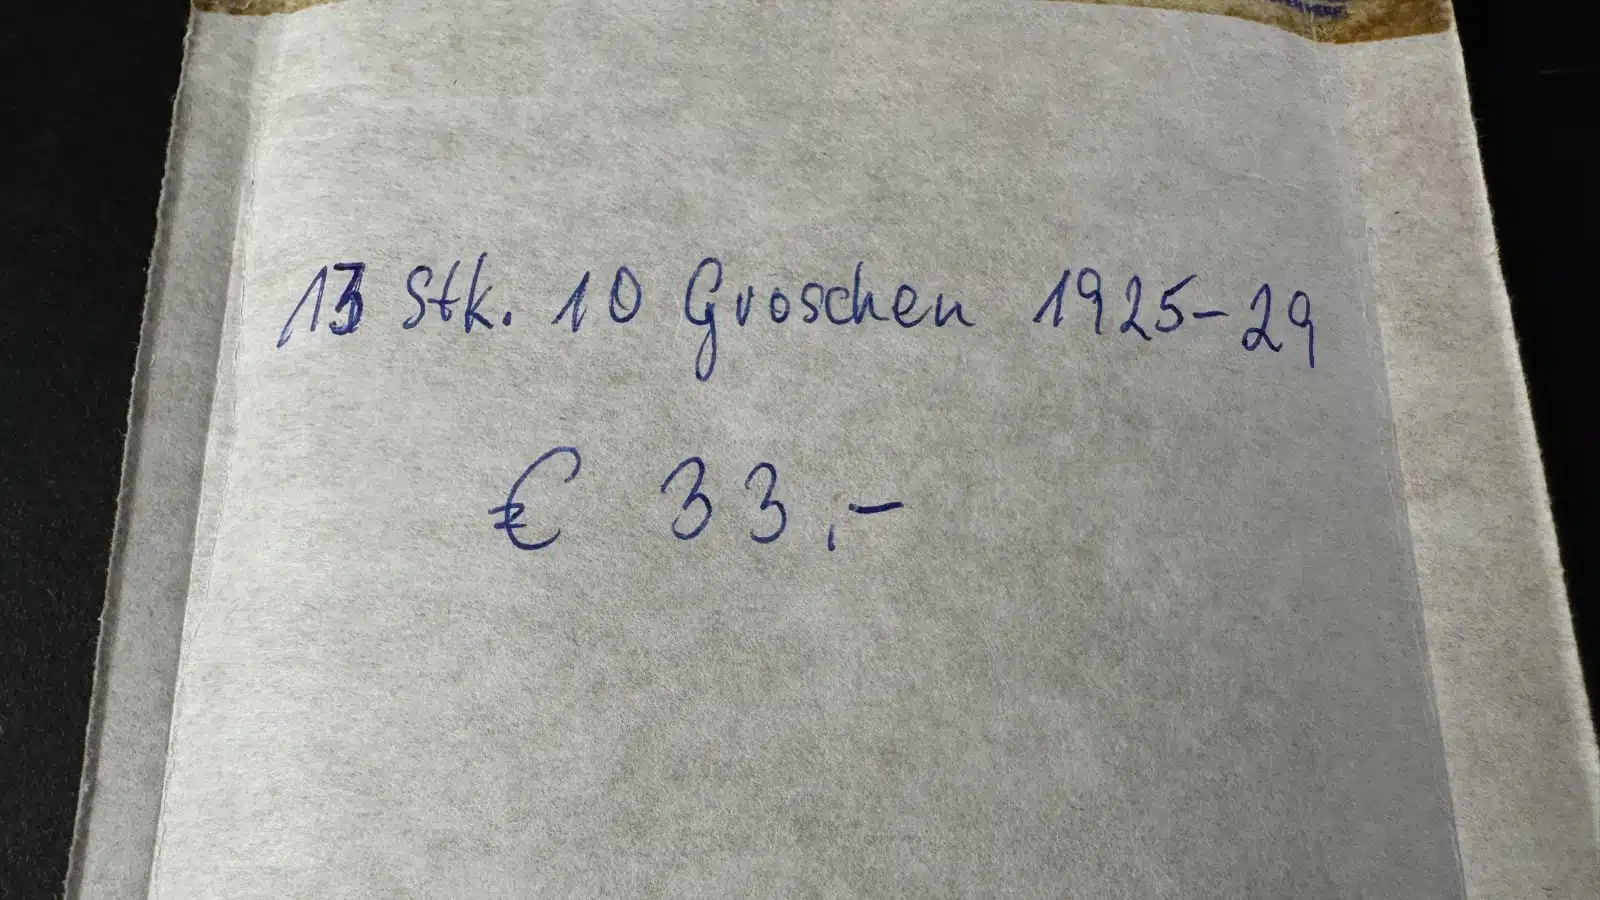 13 Stk. 10 Groschen 1925-29
€ 33,-